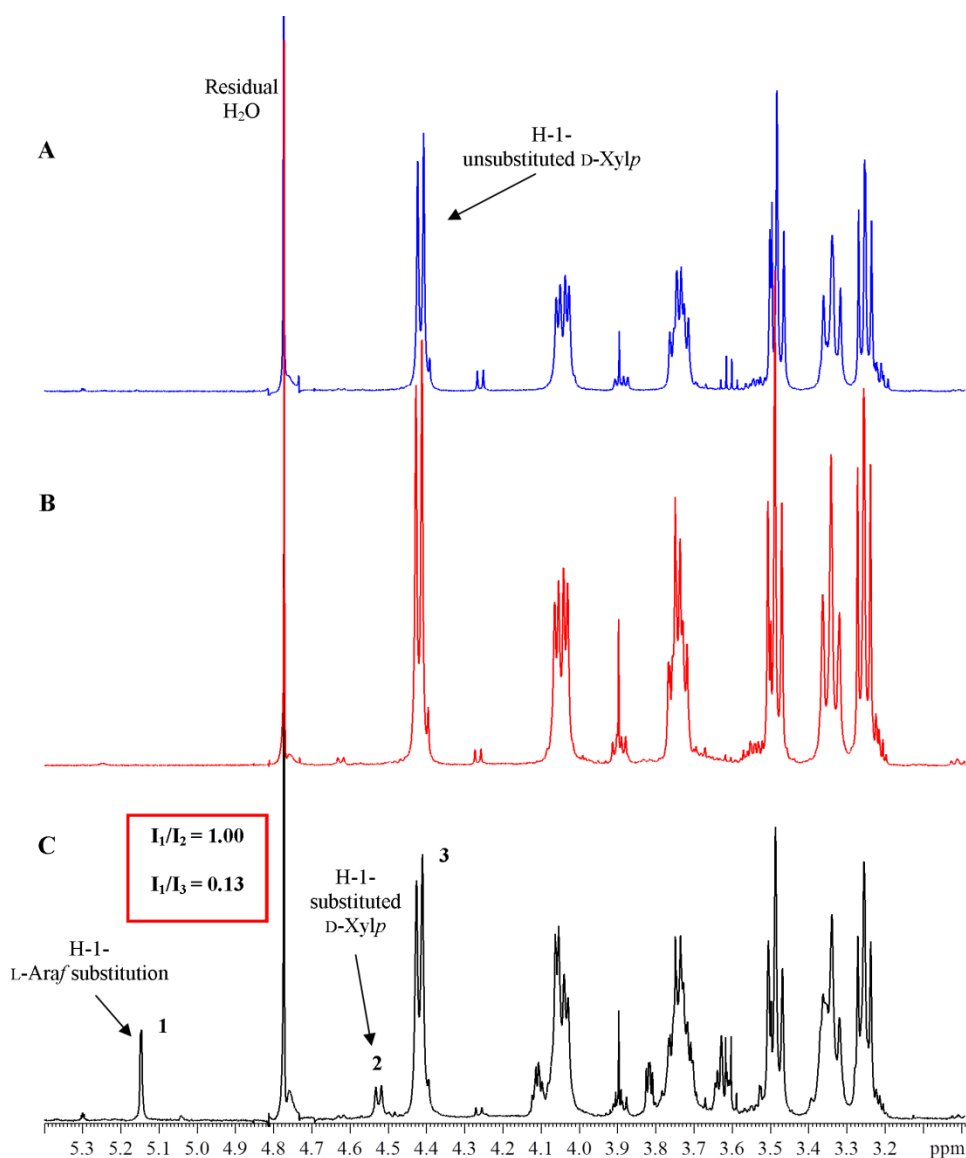 Residual
H₂O
A
H-1-
unsubstituted D-Xylp
B
C
I₁/I₂ = 1.00
I₁/I₃ = 0.13
H-1-
L-Araf substitution
1
H-1-
substituted
D-Xylp
2
3
5.3 5.2 5.1 5.0 4.9 4.8 4.7 4.6 4.5 4.4 4.3 4.2 4.1 4.0 3.9 3.8 3.7 3.6 3.5 3.4 3.3 3.2 ppm